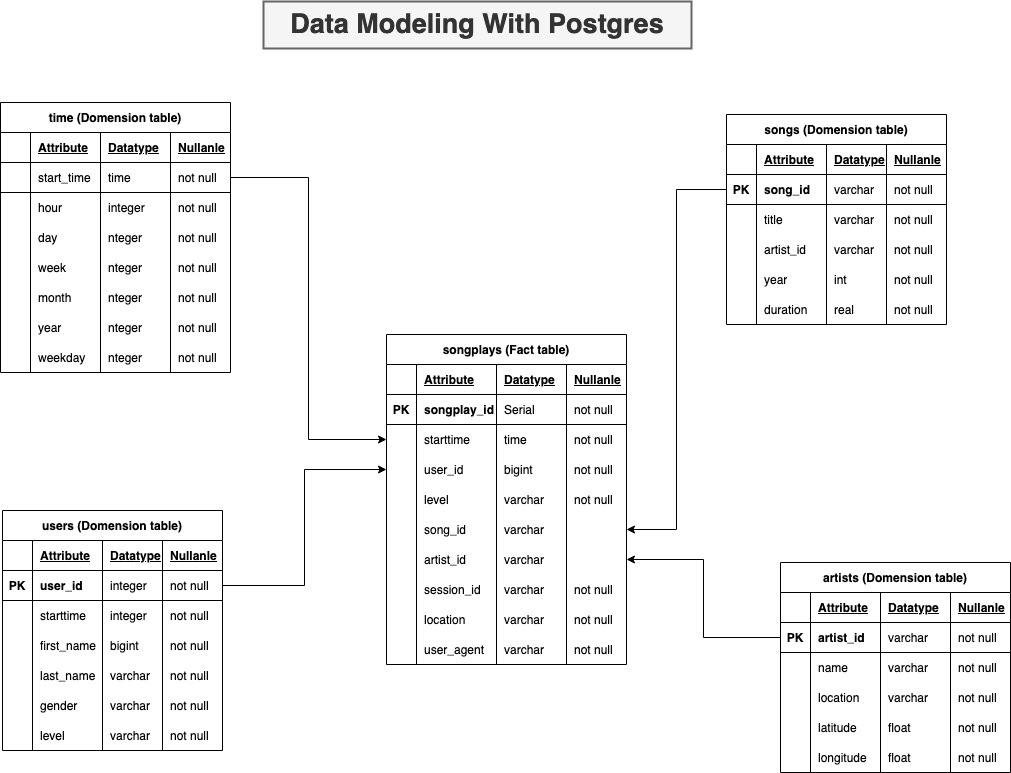 Data Modeling With Postgres
time (Domension table)
Attribute Datatype Nullanle
start_time time not null
hour integer not null
day nteger not null
week nteger not null
month nteger not null
year nteger not null
weekday nteger not null
songs (Domension table)
Attribute Datatype Nullanle
PK song_id varchar not null
title varchar not null
artist_id varchar not null
year int not null
duration real not null
songplays (Fact table)
Attribute Datatype Nullanle
PK songplay_id Serial not null
starttime time not null
user_id bigint not null
level varchar not null
song_id varchar
artist_id varchar
session_id varchar not null
location varchar not null
user_agent varchar not null
users (Domension table)
Attribute Datatype Nullanle
PK user_id integer not null
starttime integer not null
first_name bigint not null
last_name varchar not null
gender varchar not null
level varchar not null
artists (Domension table)
Attribute Datatype Nullanle
PK artist_id varchar not null
name varchar not null
location varchar not null
latitude float not null
longitude float not null